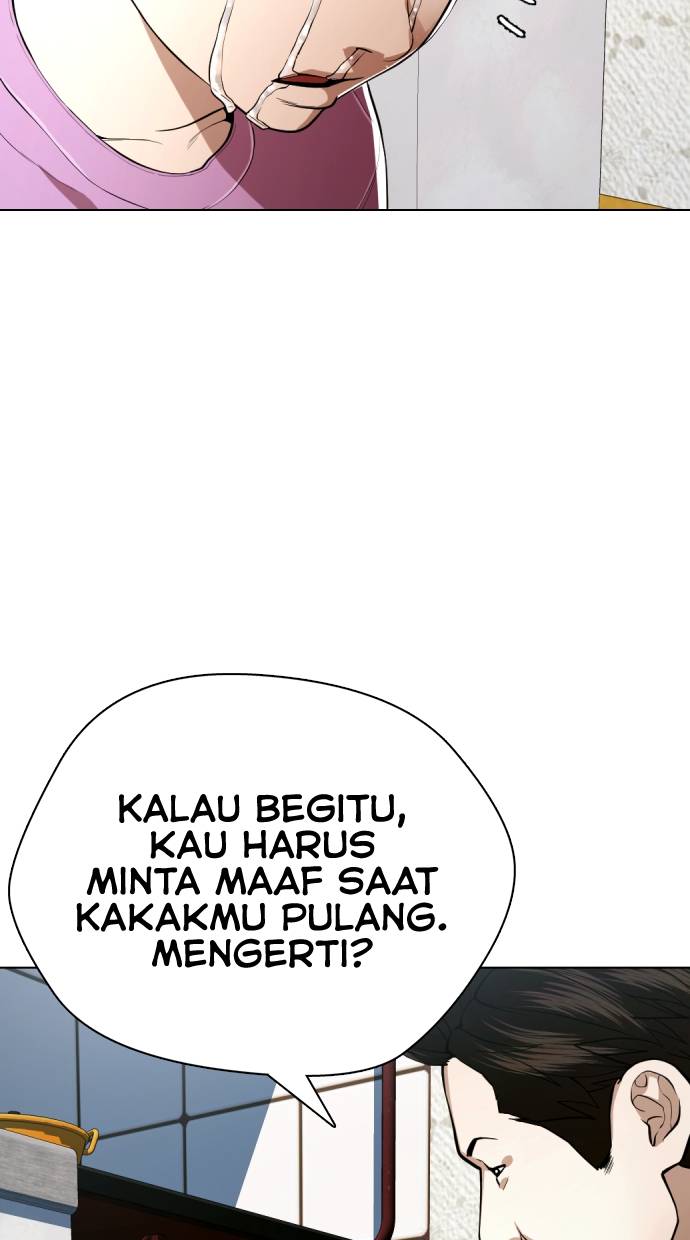 KALAU BEGITU,
KAU HARUS
MINTA MAAF SAAT
KAKAKMU PULANG.
MENGERTI?